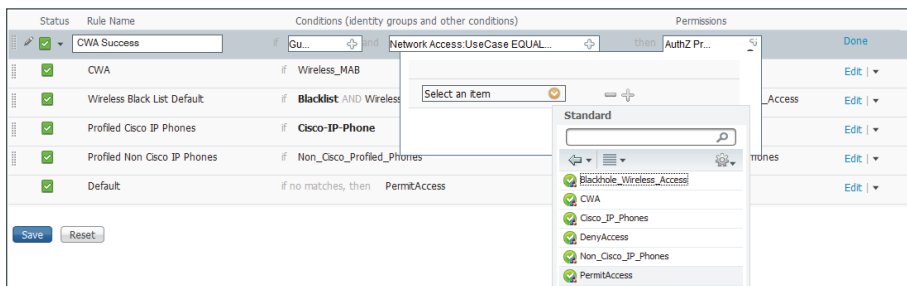 Status Rule Name Conditions (identity groups and other conditions) Permissions
CWA Success if Gu... and Network Access:UseCase EQUAL... then AuthZ Pr... Done
CWA if Wireless_MAB Edit
Wireless Black List Default if Blacklist AND Wireless Select an item _Access Edit
Standard
Profiled Cisco IP Phones if Cisco-IP-Phone Edit
Profiled Non Cisco IP Phones if Non_Cisco_Profiled_Phones Edit
Default if no matches, then PermitAccess Edit
Blackhole_Wireless_Access
CWA
Cisco_IP_Phones
DenyAccess
Non_Cisco_IP_Phones
PermitAccess
Save Reset